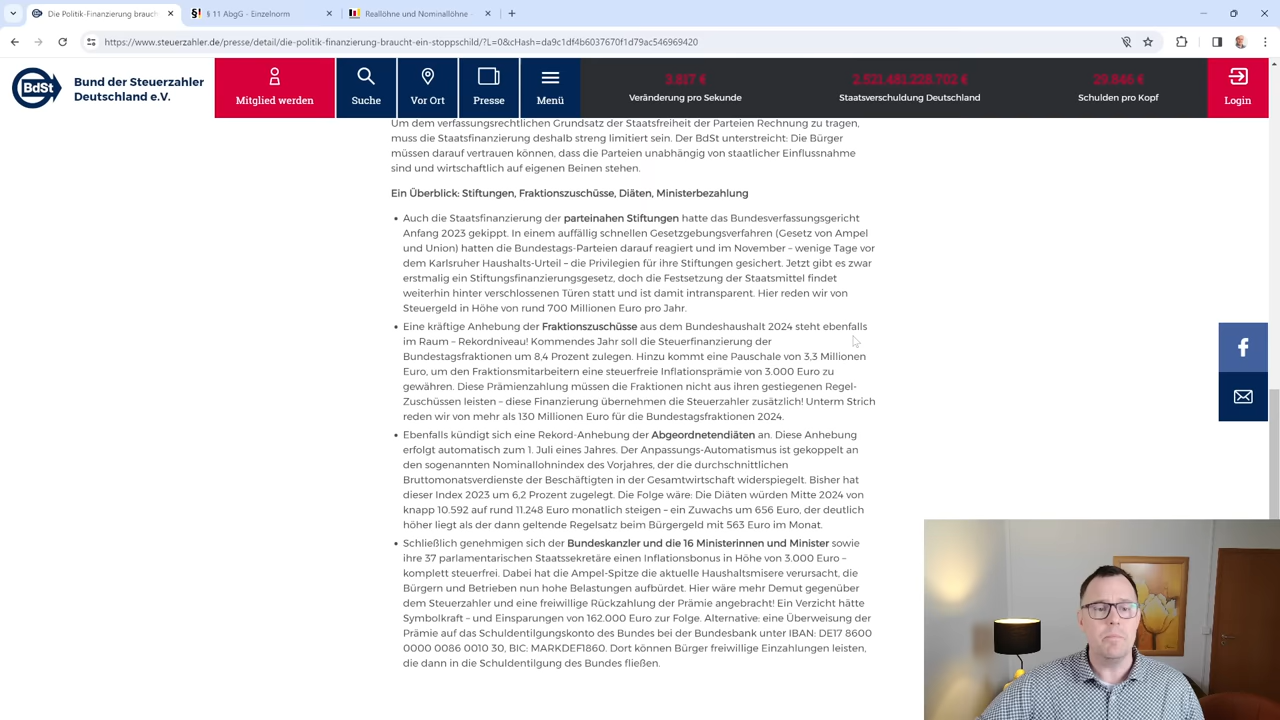 Die Politik-Finanzierung brauch
§ 11 AbgG - Einzelnorm
Reallöhne und Nominallöhne
https://www.steuerzahler.de/presse/detail/die-politik-finanzierung-braucht-ein-stoppschild/?L=0&cHash=da9c1df4b6037670f1d79ac546969420
BdSt
Bund der Steuerzahler
Deutschland e.V.
Mitglied werden
Suche
Vor Ort
Presse
Menü
Veränderung pro Sekunde
Staatsverschuldung Deutschland
Schulden pro Kopf
Login
Um dem verfassungsrechtlichen Grundsatz der Staatsfreiheit der Parteien Rechnung zu tragen,
muss die Staatsfinanzierung deshalb streng limitiert sein. Der BdSt unterstreicht: Die Bürger
müssen darauf vertrauen können, dass die Parteien unabhängig von staatlicher Einflussnahme
sind und wirtschaftlich auf eigenen Beinen stehen.
Ein Überblick: Stiftungen, Fraktionszuschüsse, Diäten, Ministerbezahlung
• Auch die Staatsfinanzierung der parteinahen Stiftungen hatte das Bundesverfassungsgericht
Anfang 2023 gekippt. In einem auffällig schnellen Gesetzgebungsverfahren (Gesetz von Ampel
und Union) hatten die Bundestags-Parteien darauf reagiert und im November – wenige Tage vor
dem Karlsruher Haushalts-Urteil – die Privilegien für ihre Stiftungen gesichert. Jetzt gibt es zwar
erstmalig ein Stiftungsfinanzierungsgesetz, doch die Festsetzung der Staatsmittel findet
weiterhin hinter verschlossenen Türen statt und ist damit intransparent. Hier reden wir von
Steuergeld in Höhe von rund 700 Millionen Euro pro Jahr.
• Eine kräftige Anhebung der Fraktionszuschüsse aus dem Bundeshaushalt 2024 steht ebenfalls
im Raum – Rekordniveau! Kommendes Jahr soll die Steuerfinanzierung der
Bundestagsfraktionen um 8,4 Prozent zulegen. Hinzu kommt eine Pauschale von 3,3 Millionen
Euro, um den Fraktionsmitarbeitern eine steuerfreie Inflationsprämie von 3.000 Euro zu
gewähren. Diese Prämienzahlung müssen die Fraktionen nicht aus ihren gestiegenen Regel-
Zuschüssen leisten – diese Finanzierung übernehmen die Steuerzahler zusätzlich! Unterm Strich
reden wir von mehr als 130 Millionen Euro für die Bundestagsfraktionen 2024.
• Ebenfalls kündigt sich eine Rekord-Anhebung der Abgeordnetendiäten an. Diese Anhebung
erfolgt automatisch zum 1. Juli eines Jahres. Der Anpassungs-Automatismus ist gekoppelt an
den sogenannten Nominallohnindex des Vorjahres, der die durchschnittlichen
Bruttomonatsverdienste der Beschäftigten in der Gesamtwirtschaft widerspiegelt. Bisher hat
dieser Index 2023 um 6,2 Prozent zugelegt. Die Folge wäre: Die Diäten würden Mitte 2024 von
knapp 10.592 auf rund 11.248 Euro monatlich steigen – ein Zuwachs um 656 Euro, der deutlich
höher liegt als der dann geltende Regelsatz beim Bürgergeld mit 563 Euro im Monat.
• Schließlich genehmigen sich der Bundeskanzler und die 16 Ministerinnen und Minister sowie
ihre 37 parlamentarischen Staatssekretäre einen Inflationsbonus in Höhe von 3.000 Euro –
komplett steuerfrei. Dabei hat die Ampel-Spitze die aktuelle Haushaltsmisere verursacht, die
Bürgern und Betrieben nun hohe Belastungen aufbürdet. Hier wäre mehr Demut gegenüber
dem Steuerzahler und eine freiwillige Rückzahlung der Prämie angebracht! Ein Verzicht hätte
Symbolkraft – und Einsparungen von 162.000 Euro zur Folge. Alternative: eine Überweisung der
Prämie auf das Schuldentilgungskonto des Bundes bei der Bundesbank unter IBAN: DE17 8600
0000 0086 0010 30, BIC: MARKDEF1860. Dort können Bürger freiwillige Einzahlungen leisten,
die dann in die Schuldentilgung des Bundes fließen.